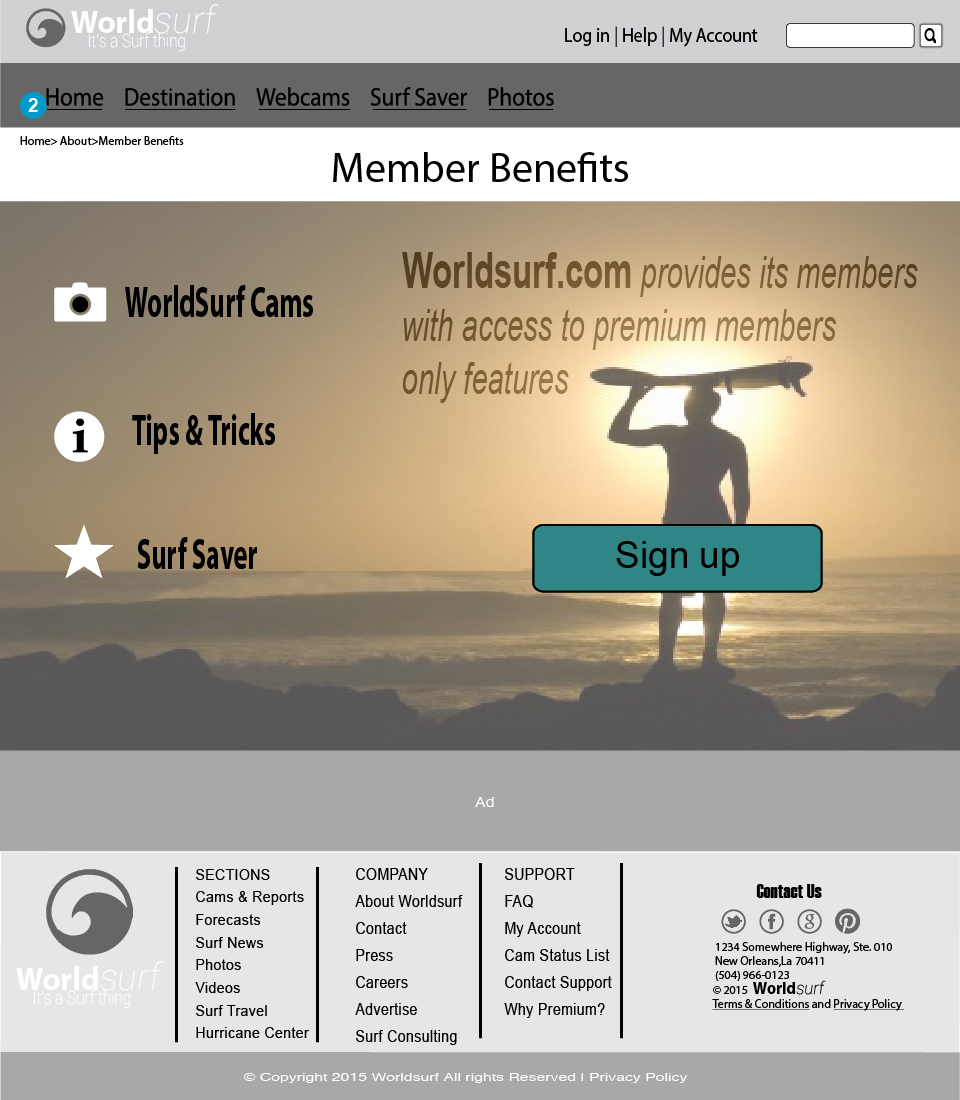 Worldsurf
It's a Surf thing
Log in | Help | My Account
2
Home Destination Webcams Surf Saver Photos
Home> About>Member Benefits
Member Benefits
Worldsurf.com provides its members
with access to premium members
only features
WorldSurf Cams
Tips & Tricks
Surf Saver
Sign up
Ad
Worldsurf
It's a Surf thing
SECTIONS
Cams & Reports
Forecasts
Surf News
Photos
Videos
Surf Travel
Hurricane Center
COMPANY
About Worldsurf
Contact
Press
Careers
Advertise
Surf Consulting
SUPPORT
FAQ
My Account
Cam Status List
Contact Support
Why Premium?
Contact Us
1234 Somewhere Highway, Ste. 010
New Orleans,La 70411
(504) 966-0123
© 2015 Worldsurf
Terms & Conditions and Privacy Policy
© Copyright 2015 Worldsurf All rights Reserved | Privacy Policy